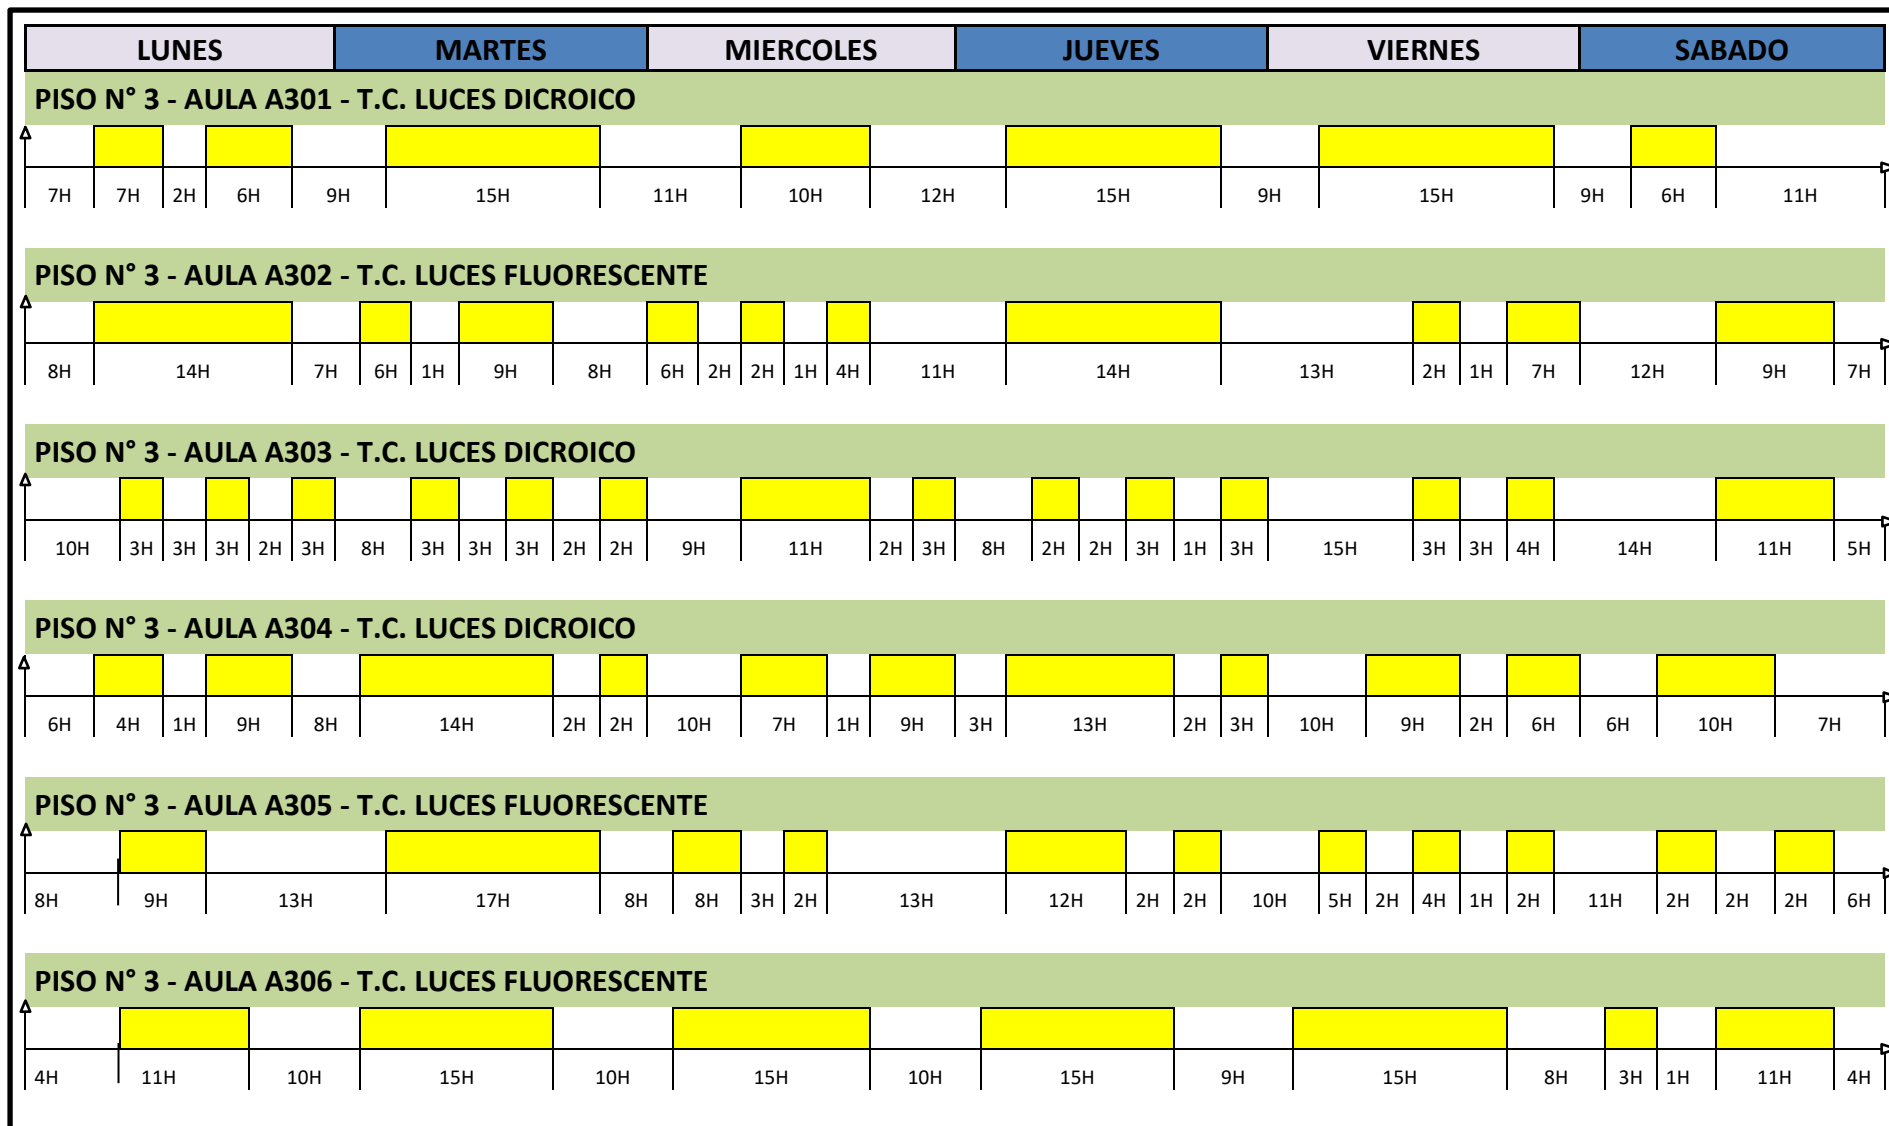 LUNES MARTES MIERCOLES JUEVES VIERNES SABADO
PISO N° 3 - AULA A301 - T.C. LUCES DICROICO
7H 7H 2H 6H 9H 15H 11H 10H 12H 15H 9H 15H 9H 6H 11H
PISO N° 3 - AULA A302 - T.C. LUCES FLUORESCENTE
8H 14H 7H 6H 1H 9H 8H 6H 2H 2H 1H 4H 11H 14H 13H 2H 1H 7H 12H 9H 7H
PISO N° 3 - AULA A303 - T.C. LUCES DICROICO
10H 3H 3H 3H 2H 3H 8H 3H 3H 3H 2H 2H 9H 11H 2H 3H 8H 2H 2H 3H 1H 3H 15H 3H 3H 4H 14H 11H 5H
PISO N° 3 - AULA A304 - T.C. LUCES DICROICO
6H 4H 1H 9H 8H 14H 2H 2H 10H 7H 1H 9H 3H 13H 2H 3H 10H 9H 2H 6H 6H 10H 7H
PISO N° 3 - AULA A305 - T.C. LUCES FLUORESCENTE
8H 9H 13H 17H 8H 8H 3H 2H 13H 12H 2H 2H 10H 5H 2H 4H 1H 2H 11H 2H 2H 2H 6H
PISO N° 3 - AULA A306 - T.C. LUCES FLUORESCENTE
4H 11H 10H 15H 10H 15H 10H 15H 9H 15H 8H 3H 1H 11H 4H